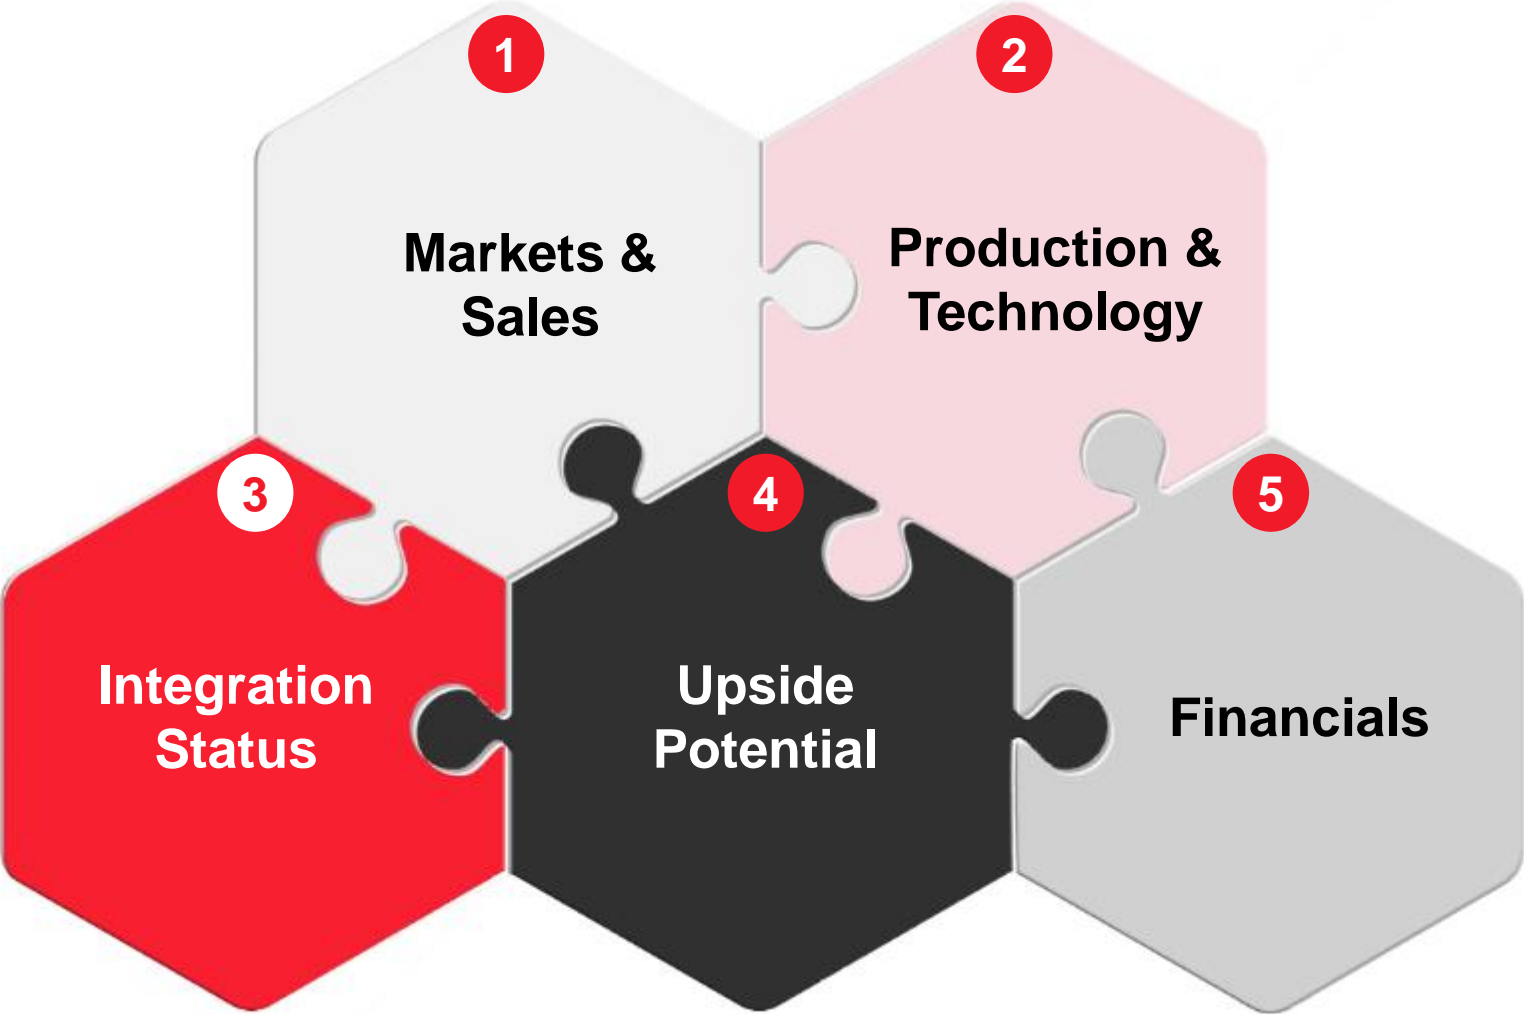 1
Markets &
Sales
2
Production &
Technology
3
Integration
Status
4
Upside
Potential
5
Financials